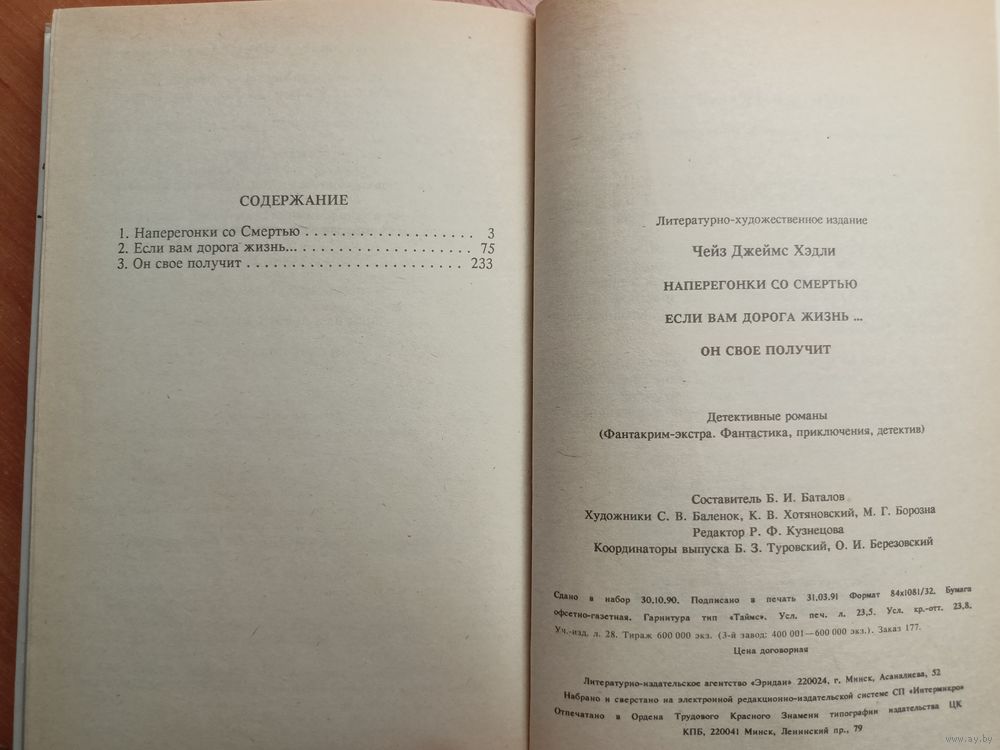 СОДЕРЖАНИЕ
1. Наперегонки со Смертью . . . . . . . . . . . . . . . . . . . 3
2. Если вам дорога жизнь... . . . . . . . . . . . . . . . . . . . 75
3. Он свое получит . . . . . . . . . . . . . . . . . . . . . . . . 233
Литературно-художественное издание
Чейз Джеймс Хэдли
НАПЕРЕГОНКИ СО СМЕРТЬЮ
ЕСЛИ ВАМ ДОРОГА ЖИЗНЬ ...
ОН СВОЕ ПОЛУЧИТ
Детективные романы
(Фантакрим-экстра. Фантастика, приключения, детектив)
Составитель Б. И. Баталов
Художники С. В. Баленок, К. В. Хотяновский, М. Г. Борозна
Редактор Р. Ф. Кузнецова
Координаторы выпуска Б. З. Туровский, О. И. Березовский
Сдано в набор 30.10.90. Подписано в печать 31.03.91 Формат 84x1081/32. Бумага
офсетно-газетная. Гарнитура тип «Таймс». Усл. печ. л. 23,5. Усл. кр.-отт. 23,8.
Уч.-изд. л. 28. Тираж 600 000 экз. (3-й завод: 400 001—600 000 экз.). Заказ 177.
Цена договорная
Литературно-издательское агентство «Эридан» 220024, г. Минск, Асаналиева, 52
Набрано и сверстано на электронной редакционно-издательской системе СП «Интермикро»
Отпечатано в Ордена Трудового Красного Знамени типографии издательства ЦК
КПБ, 220041 Минск, Ленинский пр., 79
www.ay.by